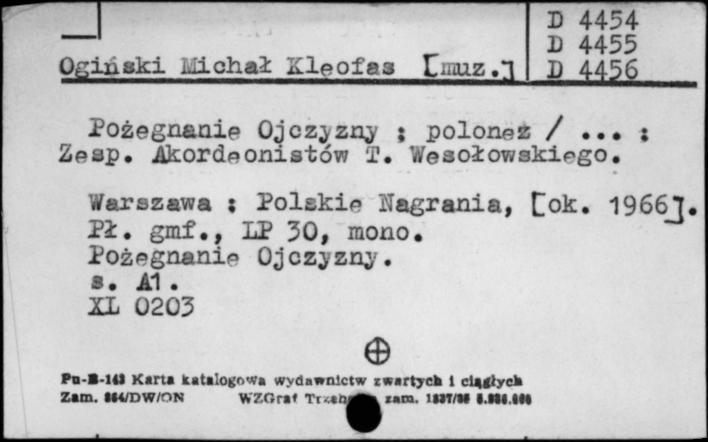 D 4454
D 4455
Ogiński Michał Kleofas [muz.] D 4456
Pożegnanie Ojczyzny ; polonez / ... ;
Zesp. Akordeonistów T. Wesołowskiego.
Warszawa : Polskie Nagrania, [ok. 1966].
Pł. gmf., LP 30, mono.
Pożegnanie Ojczyzny.
s. A1.
XL 0203
Pu-B-143 Karta katalogowa wydawnictw zwartych i ciągłych
Zam. 864/DW/ON WZGraf zam.